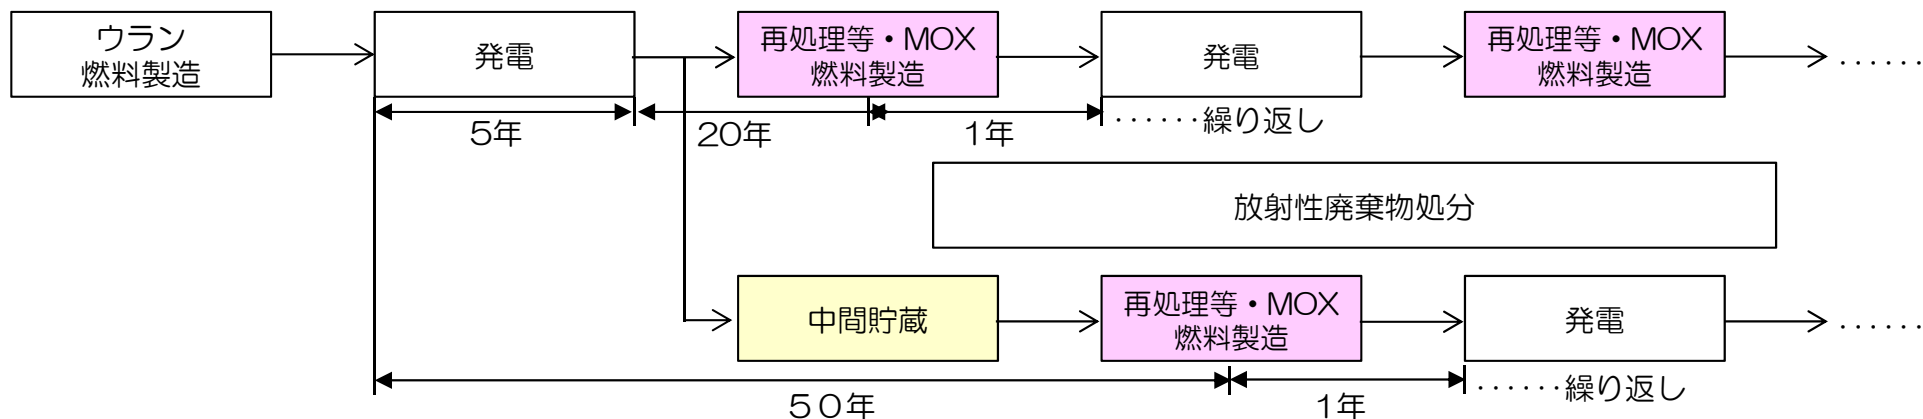 ウラン
燃料製造
発電
再処理等・MOX
燃料製造
発電
再処理等・MOX
燃料製造
‥‥‥
5年
20年
1年
‥‥‥繰り返し
放射性廃棄物処分
中間貯蔵
再処理等・MOX
燃料製造
発電
‥‥‥
50年
1年
‥‥‥繰り返し